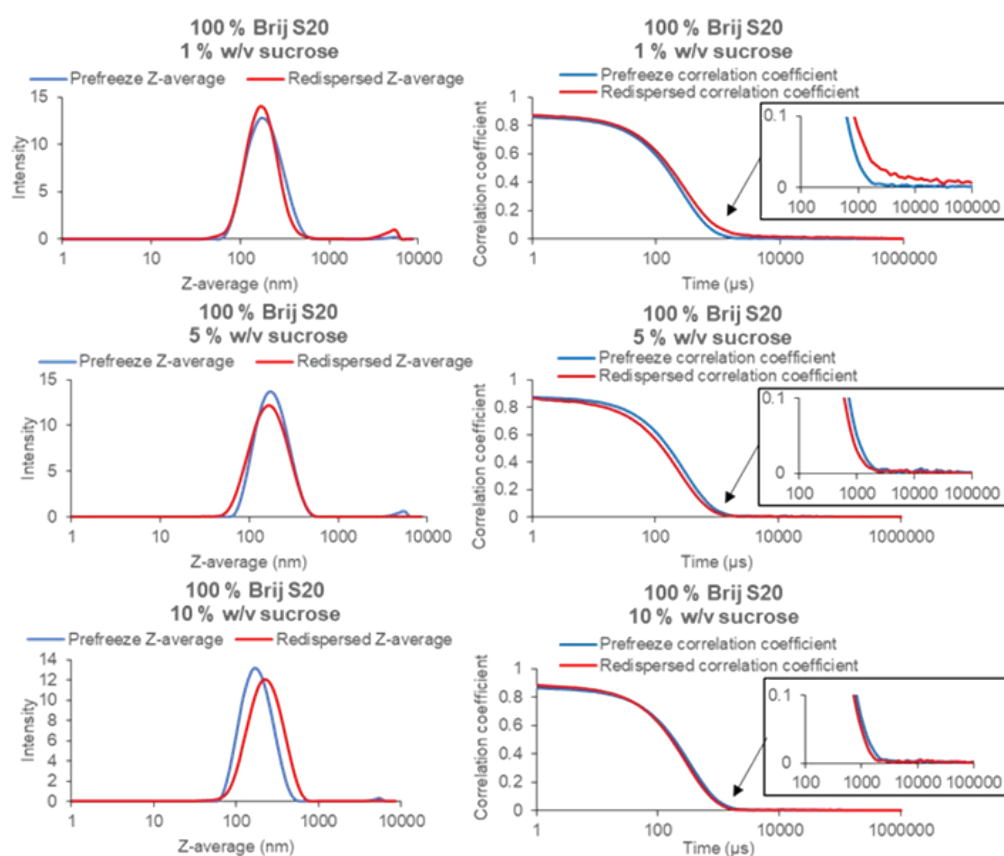 100 % Brij S20
1 % w/v sucrose
Prefreeze Z-average Redispersed Z-average
15
10
5
0
Intensity
1 10 100 1000 10000
Z-average (nm)
100 % Brij S20
1 % w/v sucrose
Prefreeze correlation coefficient
Redispersed correlation coefficient
1
0.8
0.6
0.4
0.2
0
Correlation coefficient
1 100 10000 1000000
Time (µs)
0.1
0
100 1000 10000 100000
100 % Brij S20
5 % w/v sucrose
Prefreeze Z-average Redispersed Z-average
15
10
5
0
Intensity
1 10 100 1000 10000
Z-average (nm)
100 % Brij S20
5 % w/v sucrose
Prefreeze correlation coefficient
Redispersed correlation coefficient
1
0.8
0.6
0.4
0.2
0
Correlation coefficient
1 100 10000 1000000
Time (µs)
0.1
0
100 1000 10000 100000
100 % Brij S20
10 % w/v sucrose
Prefreeze Z-average Redispersed Z-average
14
12
10
8
6
4
2
0
Intensity
1 10 100 1000 10000
Z-average (nm)
100 % Brij S20
10 % w/v sucrose
Prefreeze correlation coefficient
Redispersed correlation coefficient
1
0.8
0.6
0.4
0.2
0
Correlation coefficient
1 100 10000 1000000
Time (µs)
0.1
0
100 1000 10000 100000